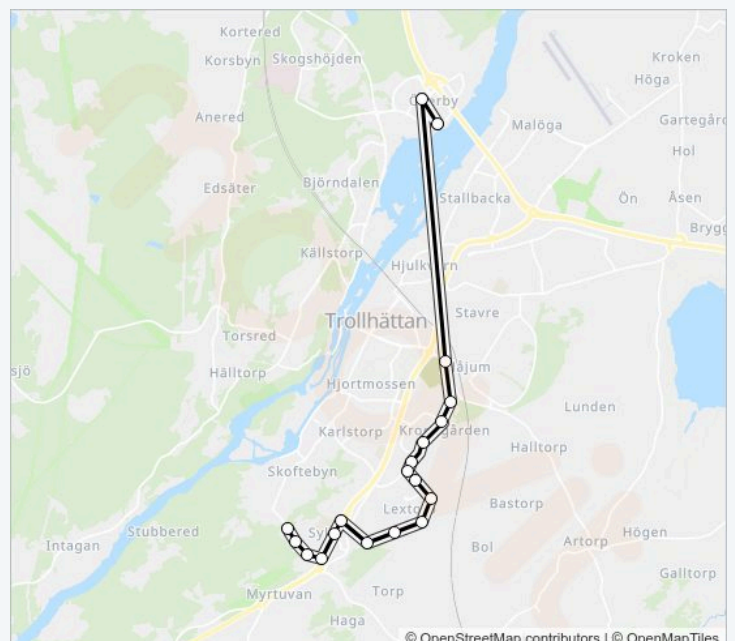 Kortered
Korsbyn
Skogshöjden
Kroken
Höga
Anered
Malöga
Gartegård
Hol
Edsäter
Björndalen
Stallbacka
Ön
Åsen
Brygg
Källstorp
Hjulkvarn
Trollhättan
Stavre
Torsred
sjö
Hälltorp
Hjortmossen
Lunden
Karlstorp
Halltorp
Skoftebyn
Bastorp
Stubbered
Intagan
Bol
Artorp
Högen
Galltorp
Myrtuvan
Torp
Haga
© OpenStreetMap contributors | © OpenMapTiles